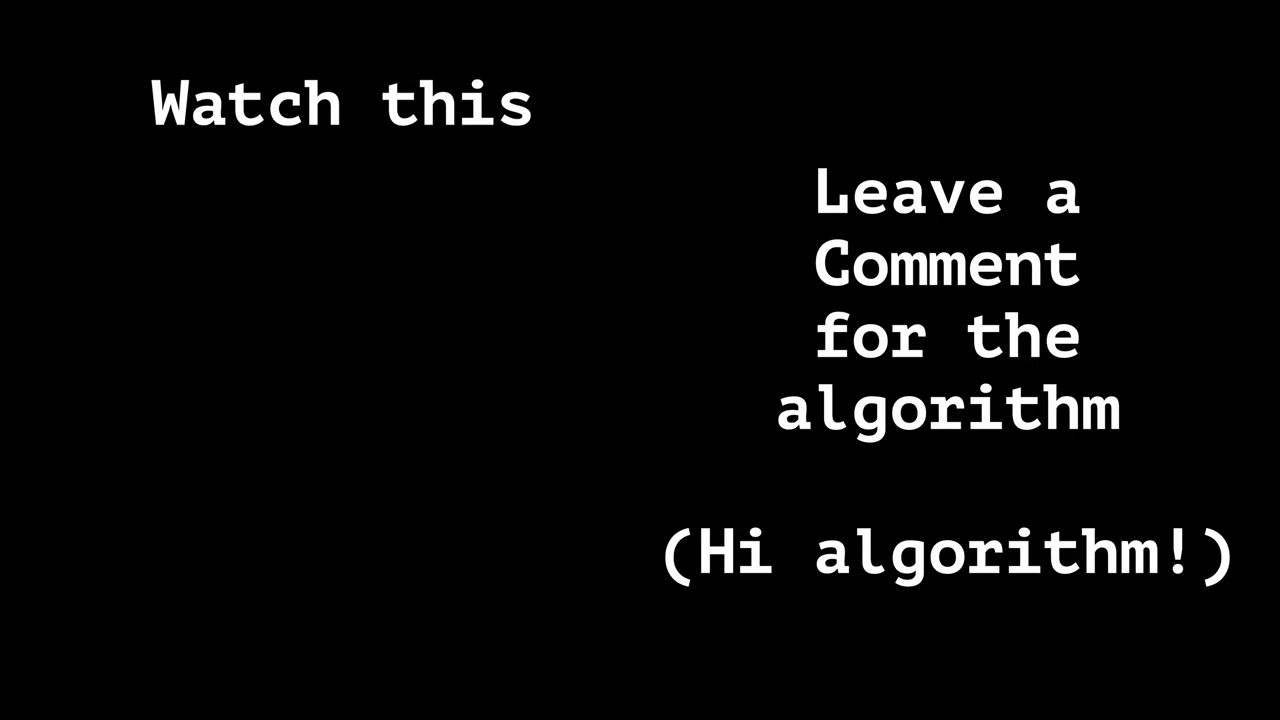 Watch this
Leave a
Comment
for the
algorithm
(Hi algorithm!)